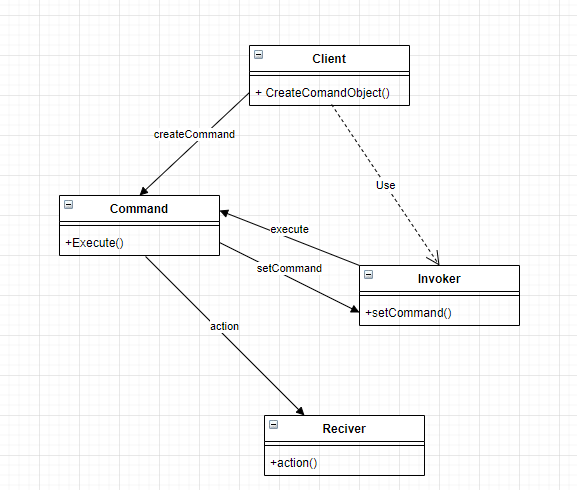 Client
+ CreateComandObject()
createCommand
Use
Command
+Execute()
execute
setCommand
Invoker
+setCommand()
action
Reciver
+action()